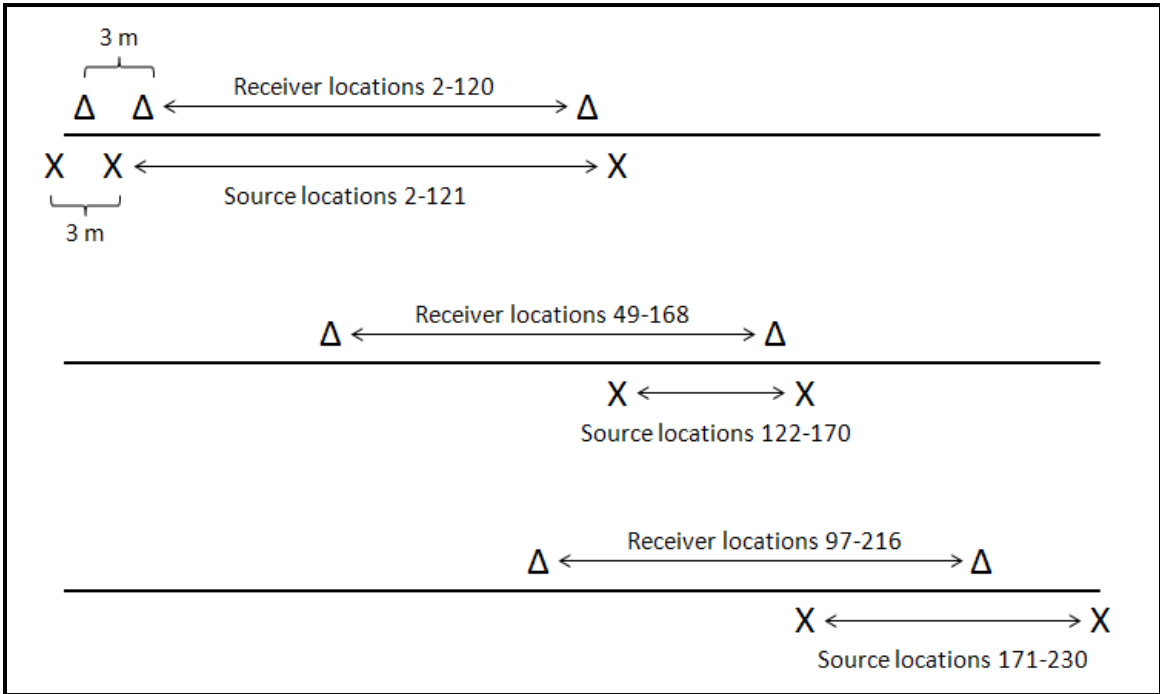 3 m
Receiver locations 2-120
Δ Δ Δ
X X X
Source locations 2-121
3 m
Receiver locations 49-168
Δ Δ
X X
Source locations 122-170
Receiver locations 97-216
Δ Δ
X X
Source locations 171-230